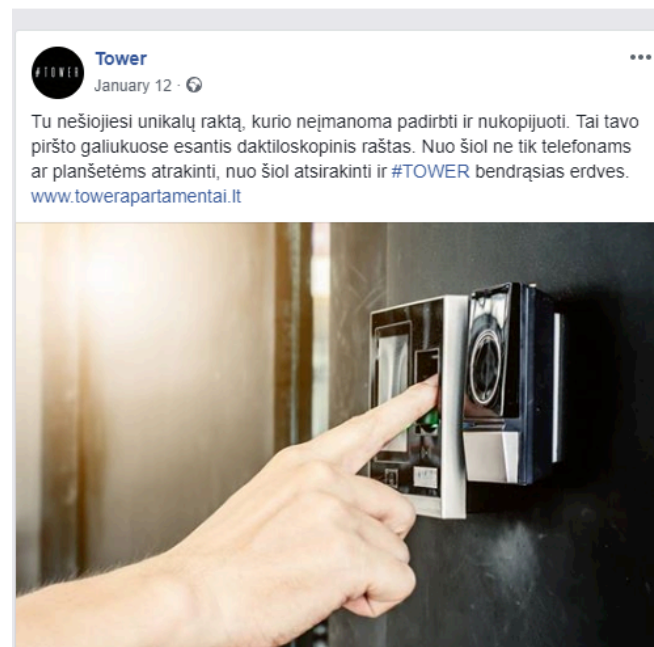 #TOWER
Tower
January 12
Tu nešiojiesi unikalų raktą, kurio neįmanoma padirbti ir nukopijuoti. Tai tavo
piršto galiukuose esantis daktiloskopinis raštas. Nuo šiol ne tik telefonams
ar planšetėms atrakinti, nuo šiol atsirakinti ir #TOWER bendrąsias erdves.
www.towerapartamentai.lt